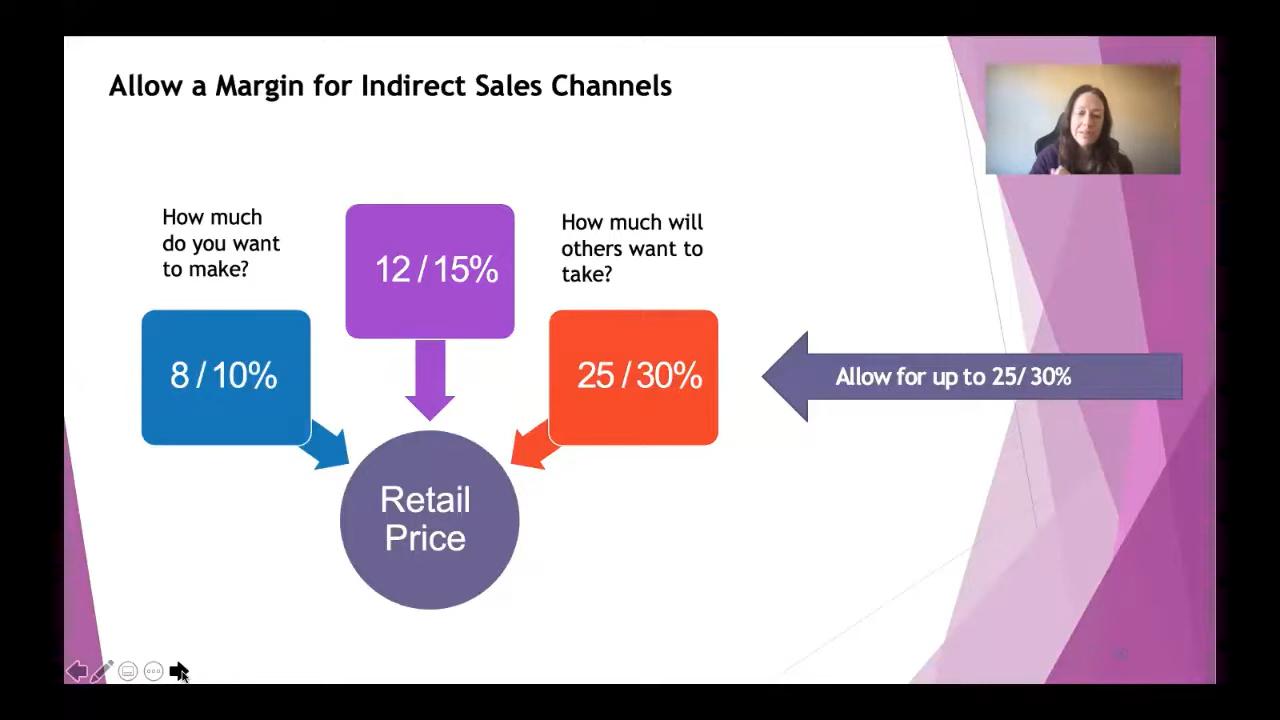 Allow a Margin for Indirect Sales Channels
How much
do you want
to make?
12 / 15%
How much will
others want to
take?
8 / 10%
25 / 30%
Allow for up to 25/ 30%
Retail
Price